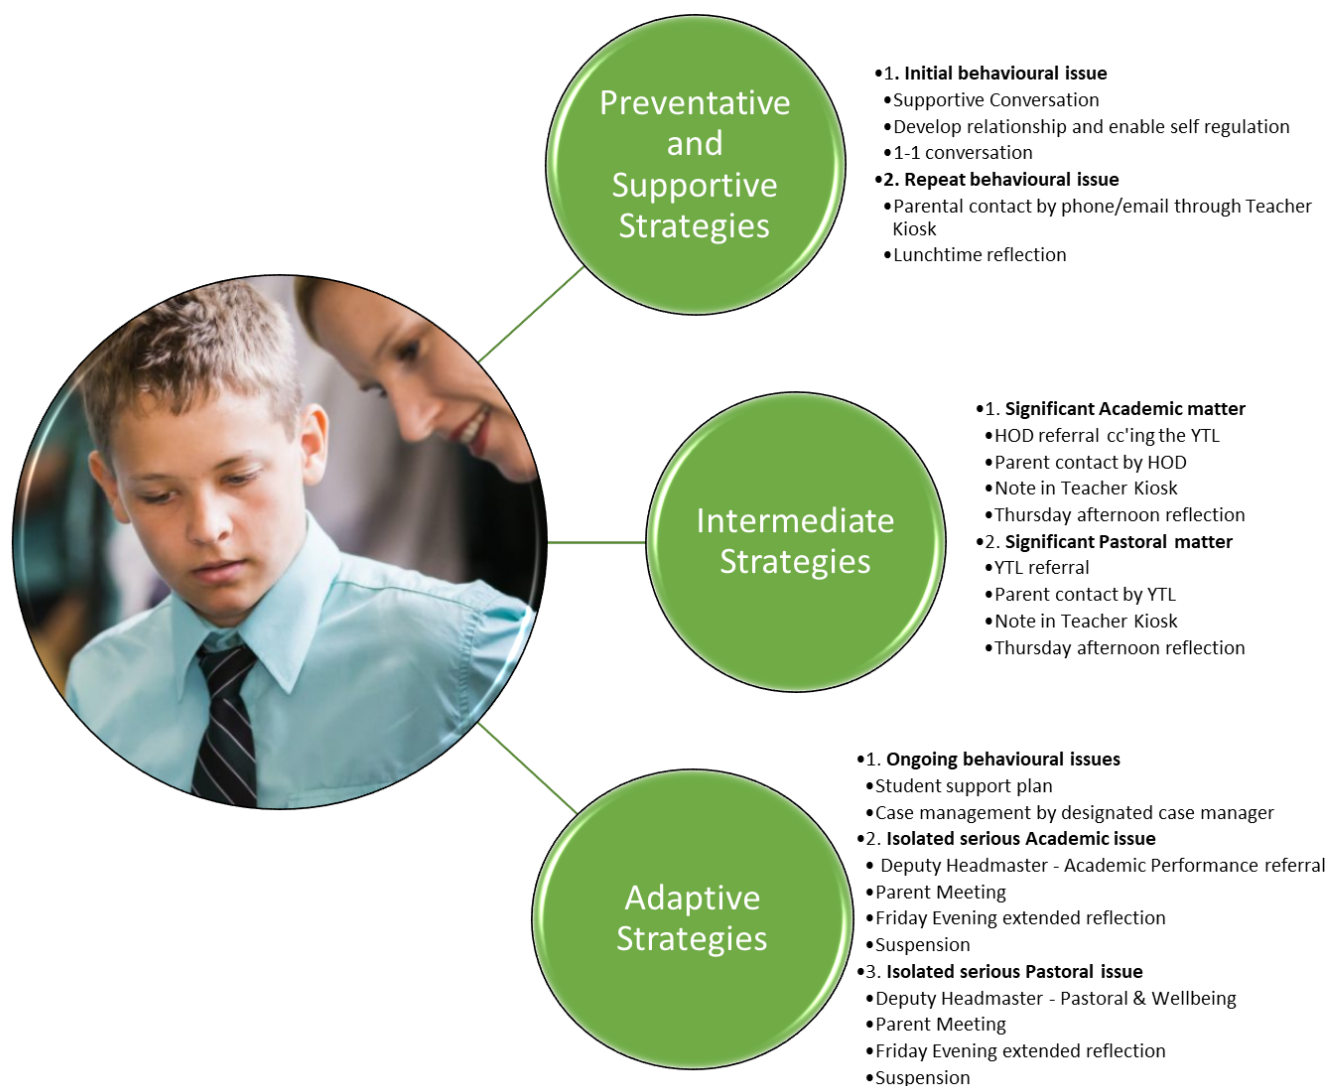 Preventative
and
Supportive
Strategies
•1. Initial behavioural issue
•Supportive Conversation
•Develop relationship and enable self regulation
•1-1 conversation
•2. Repeat behavioural issue
•Parental contact by phone/email through Teacher
Kiosk
•Lunchtime reflection
Intermediate
Strategies
•1. Significant Academic matter
•HOD referral cc'ing the YTL
•Parent contact by HOD
•Note in Teacher Kiosk
•Thursday afternoon reflection
•2. Significant Pastoral matter
•YTL referral
•Parent contact by YTL
•Note in Teacher Kiosk
•Thursday afternoon reflection
Adaptive
Strategies
•1. Ongoing behavioural issues
•Student support plan
•Case management by designated case manager
•2. Isolated serious Academic issue
• Deputy Headmaster - Academic Performance referral
•Parent Meeting
•Friday Evening extended reflection
•Suspension
•3. Isolated serious Pastoral issue
•Deputy Headmaster - Pastoral & Wellbeing
•Parent Meeting
•Friday Evening extended reflection
•Suspension